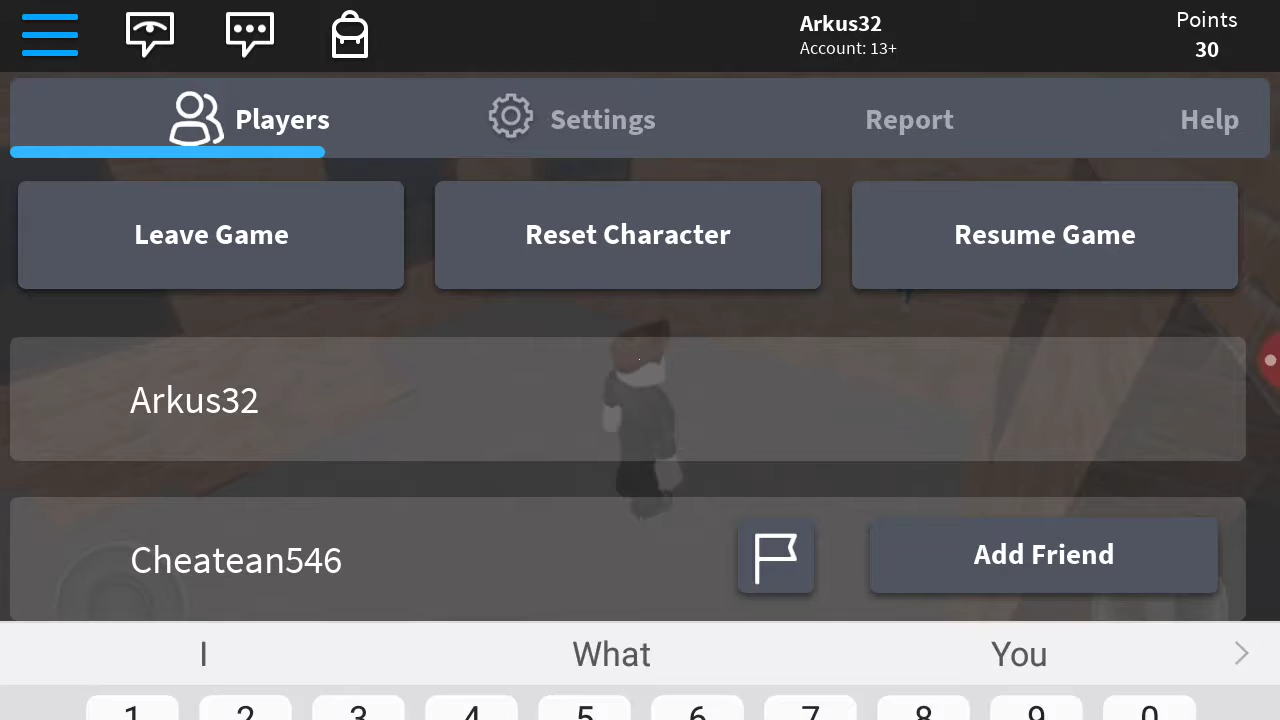 Arkus32
Account: 13+
Points
30
Players
Settings
Report
Help
Leave Game
Reset Character
Resume Game
Arkus32
Cheatean546
Add Friend
I
What
You
1 2 3 4 5 6 7 8 9 0